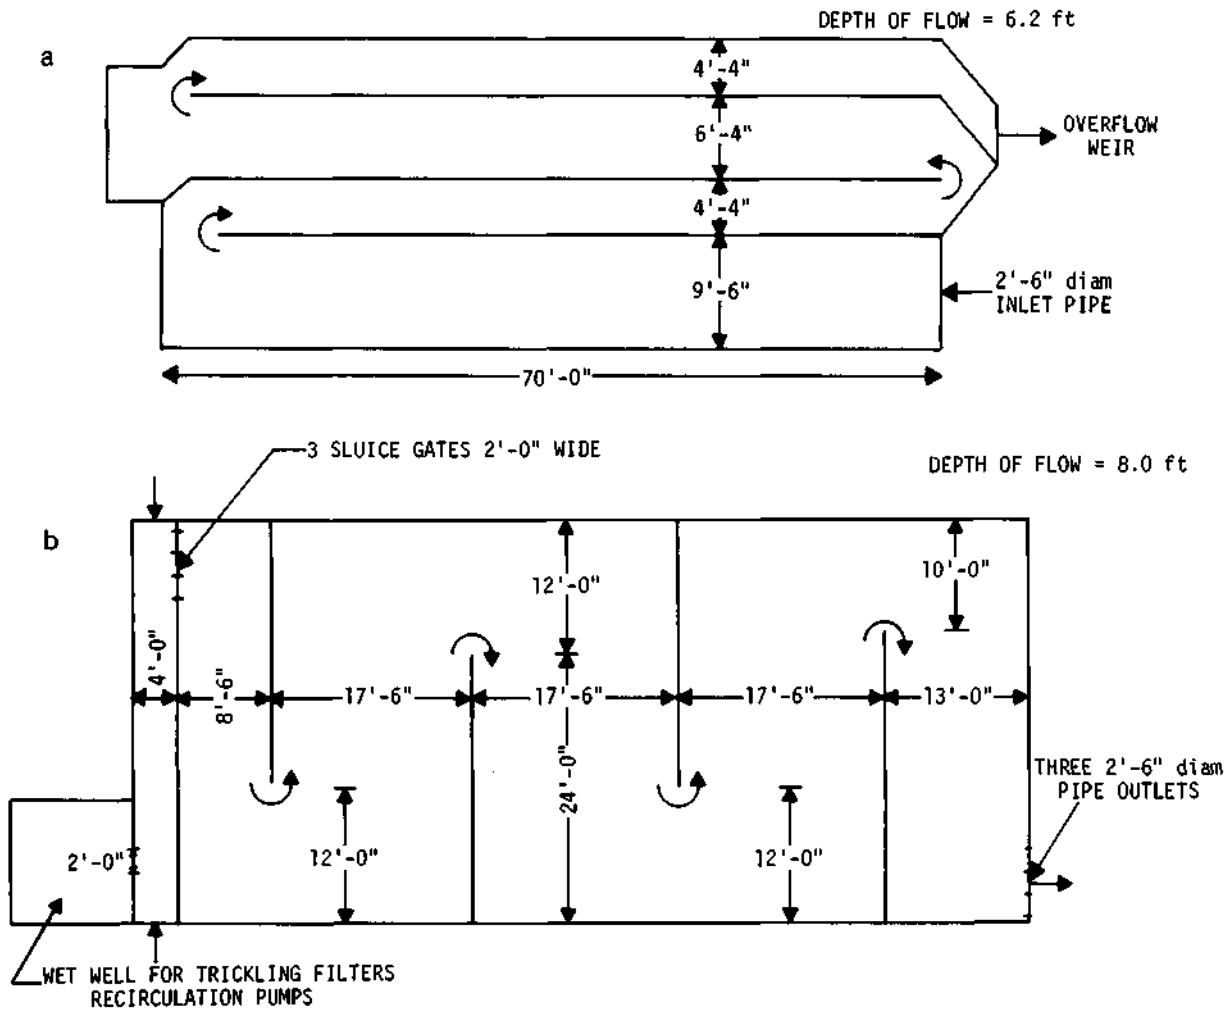 DEPTH OF FLOW = 6.2 ft
a
4'-4"
6'-4"
OVERFLOW
WEIR
4'-4"
9'-6"
2'-6" diam
INLET PIPE
70'-0"
3 SLUICE GATES 2'-0" WIDE
DEPTH OF FLOW = 8.0 ft
b
12'-0"
10'-0"
4'-0"
8'-6"
17'-6"
17'-6"
17'-6"
13'-0"
24'-0"
THREE 2'-6" diam
PIPE OUTLETS
2'-0"
12'-0"
12'-0"
WET WELL FOR TRICKLING FILTERS
RECIRCULATION PUMPS